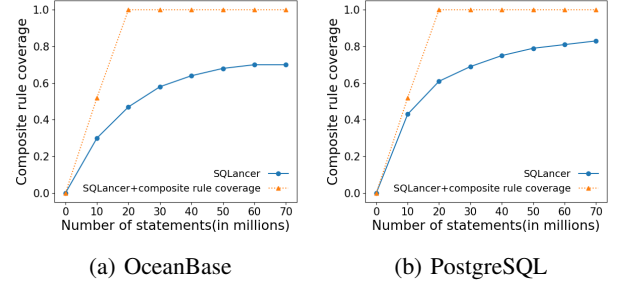 Composite rule coverage
1.0
0.8
0.6
0.4
0.2
0.0
SQLancer
SQLancer+composite rule coverage
0 10 20 30 40 50 60 70
Number of statements(in millions)
(a) OceanBase
Composite rule coverage
1.0
0.8
0.6
0.4
0.2
0.0
SQLancer
SQLancer+composite rule coverage
0 10 20 30 40 50 60 70
Number of statements(in millions)
(b) PostgreSQL